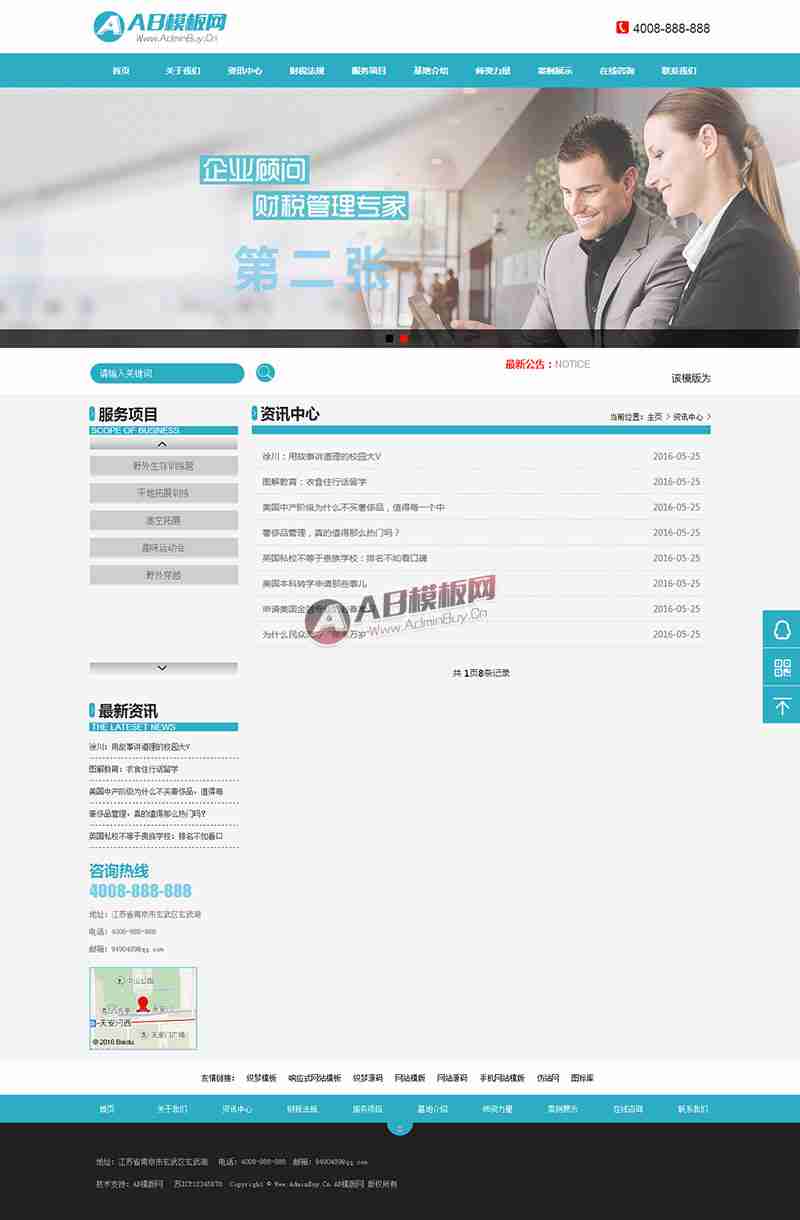 AB模板网
Www.AdminBuy.Cn
4008-888-888
首页 关于我们 资讯中心 财税法规 服务项目 基地介绍 师资力量 案例展示 在线咨询 联系我们
企业顾问
财税管理专家
第二张
请输入关键词
最新公告：NOTICE
该模版为
服务项目
SCOPE OF BUSINESS
野外生存训练营
平地拓展训练
高空拓展
趣味运动会
野外穿越
资讯中心
当前位置：主页 > 资讯中心 >
徐川：用故事讲道理的校园大V 2016-05-25
图解教育：衣食住行话留学 2016-05-25
美国中产阶级为什么不买奢侈品，值得每一个中 2016-05-25
奢侈品管理，真的值得那么热门吗？ 2016-05-25
英国私校不等于贵族学校：排名不如看口碑 2016-05-25
美国本科转学申请那些事儿 2016-05-25
申请美国金 2016-05-25
为什么民众 万岁 2016-05-25
AB模板网
Www.AdminBuy.Cn
共 1页8条记录
最新资讯
THE LATESET NEWS
徐川：用故事讲道理的校园大V
图解教育：衣食住行话留学
美国中产阶级为什么不买奢侈品，值得每
奢侈品管理，真的值得那么热门吗？
英国私校不等于贵族学校：排名不如看口
咨询热线
4008-888-888
地址：江苏省南京市玄武区玄武湖
电话：4008-888-888
邮箱：9490489@qq.com
中山公园
天安门西
天安门广场
© 2016 Baidu
友情链接： 织梦模板 响应式网站模板 织梦源码 网站模板 网站源码 手机网站模板 仿站网 图标库
首页 关于我们 资讯中心 财税法规 服务项目 基地介绍 师资力量 案例展示 在线咨询 联系我们
地址：江苏省南京市玄武区玄武湖 电话：4008-888-888 邮箱：9490489@qq.com
技术支持：AB模版网 苏ICP12345678 Copyright © Www.AdminBuy.Cn AB模版网 版权所有